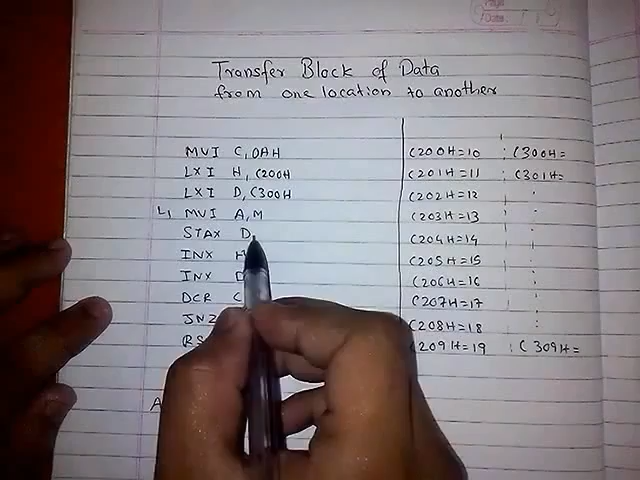 Date:
Transfer Block of Data
from one location to another
MVI C,0AH
LXI H,C200H
LXI D,C300H
L1 MVI A,M
STAX D
INX H
INX D
DCR C
JNZ
RS
A
C200H=10 ; C300H=
C201H=11 ; C301H=
C202H=12
C203H=13
C204H=14
C205H=15
C206H=16
C207H=17
C208H=18
C209H=19 ; C309H=